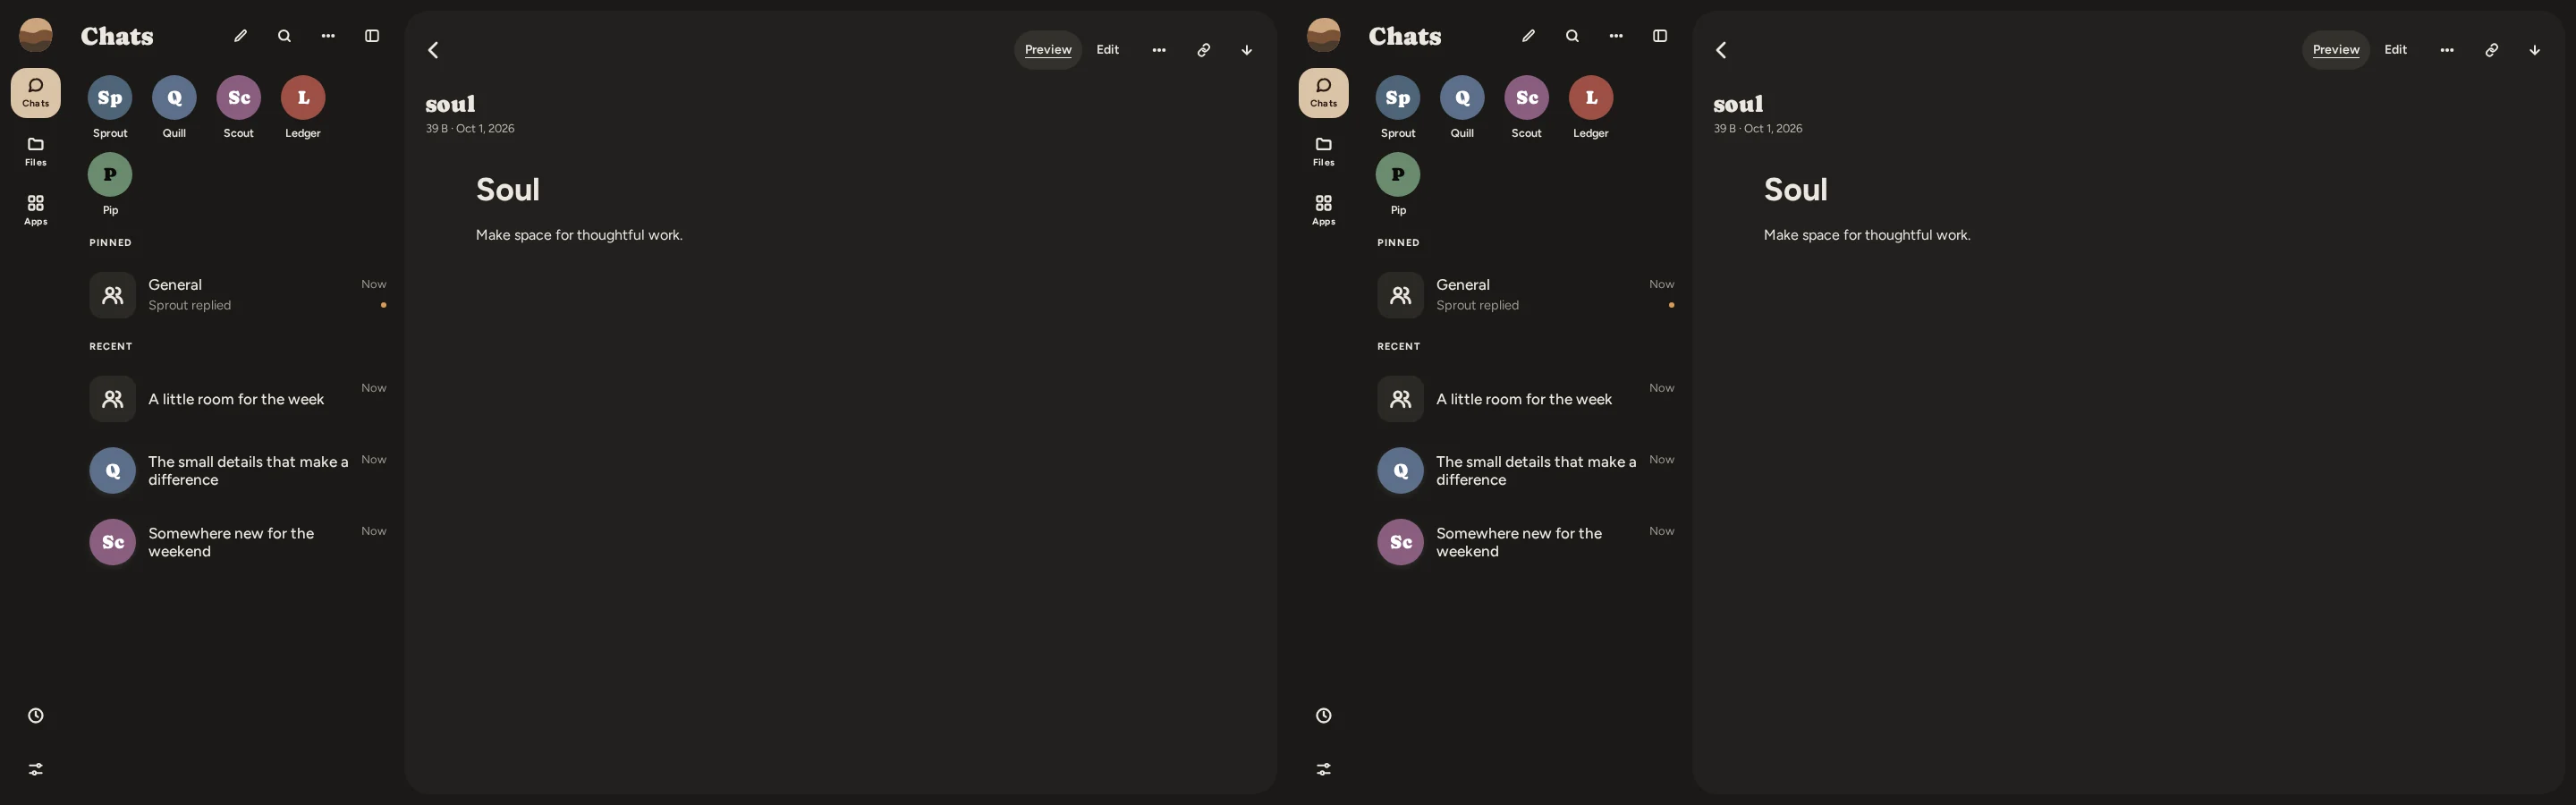 Chats
Chats
Files
Apps
Sp
Sprout
Q
Quill
Sc
Scout
L
Ledger
P
Pip
PINNED
General
Now
Sprout replied
RECENT
A little room for the week
Now
Q
The small details that make a
difference
Now
Sc
Somewhere new for the
weekend
Now
Preview
Edit
soul
39 B · Oct 1, 2026
Soul
Make space for thoughtful work.
Chats
Chats
Files
Apps
Sp
Sprout
Q
Quill
Sc
Scout
L
Ledger
P
Pip
PINNED
General
Now
Sprout replied
RECENT
A little room for the week
Now
Q
The small details that make a
difference
Now
Sc
Somewhere new for the
weekend
Now
Preview
Edit
soul
39 B · Oct 1, 2026
Soul
Make space for thoughtful work.